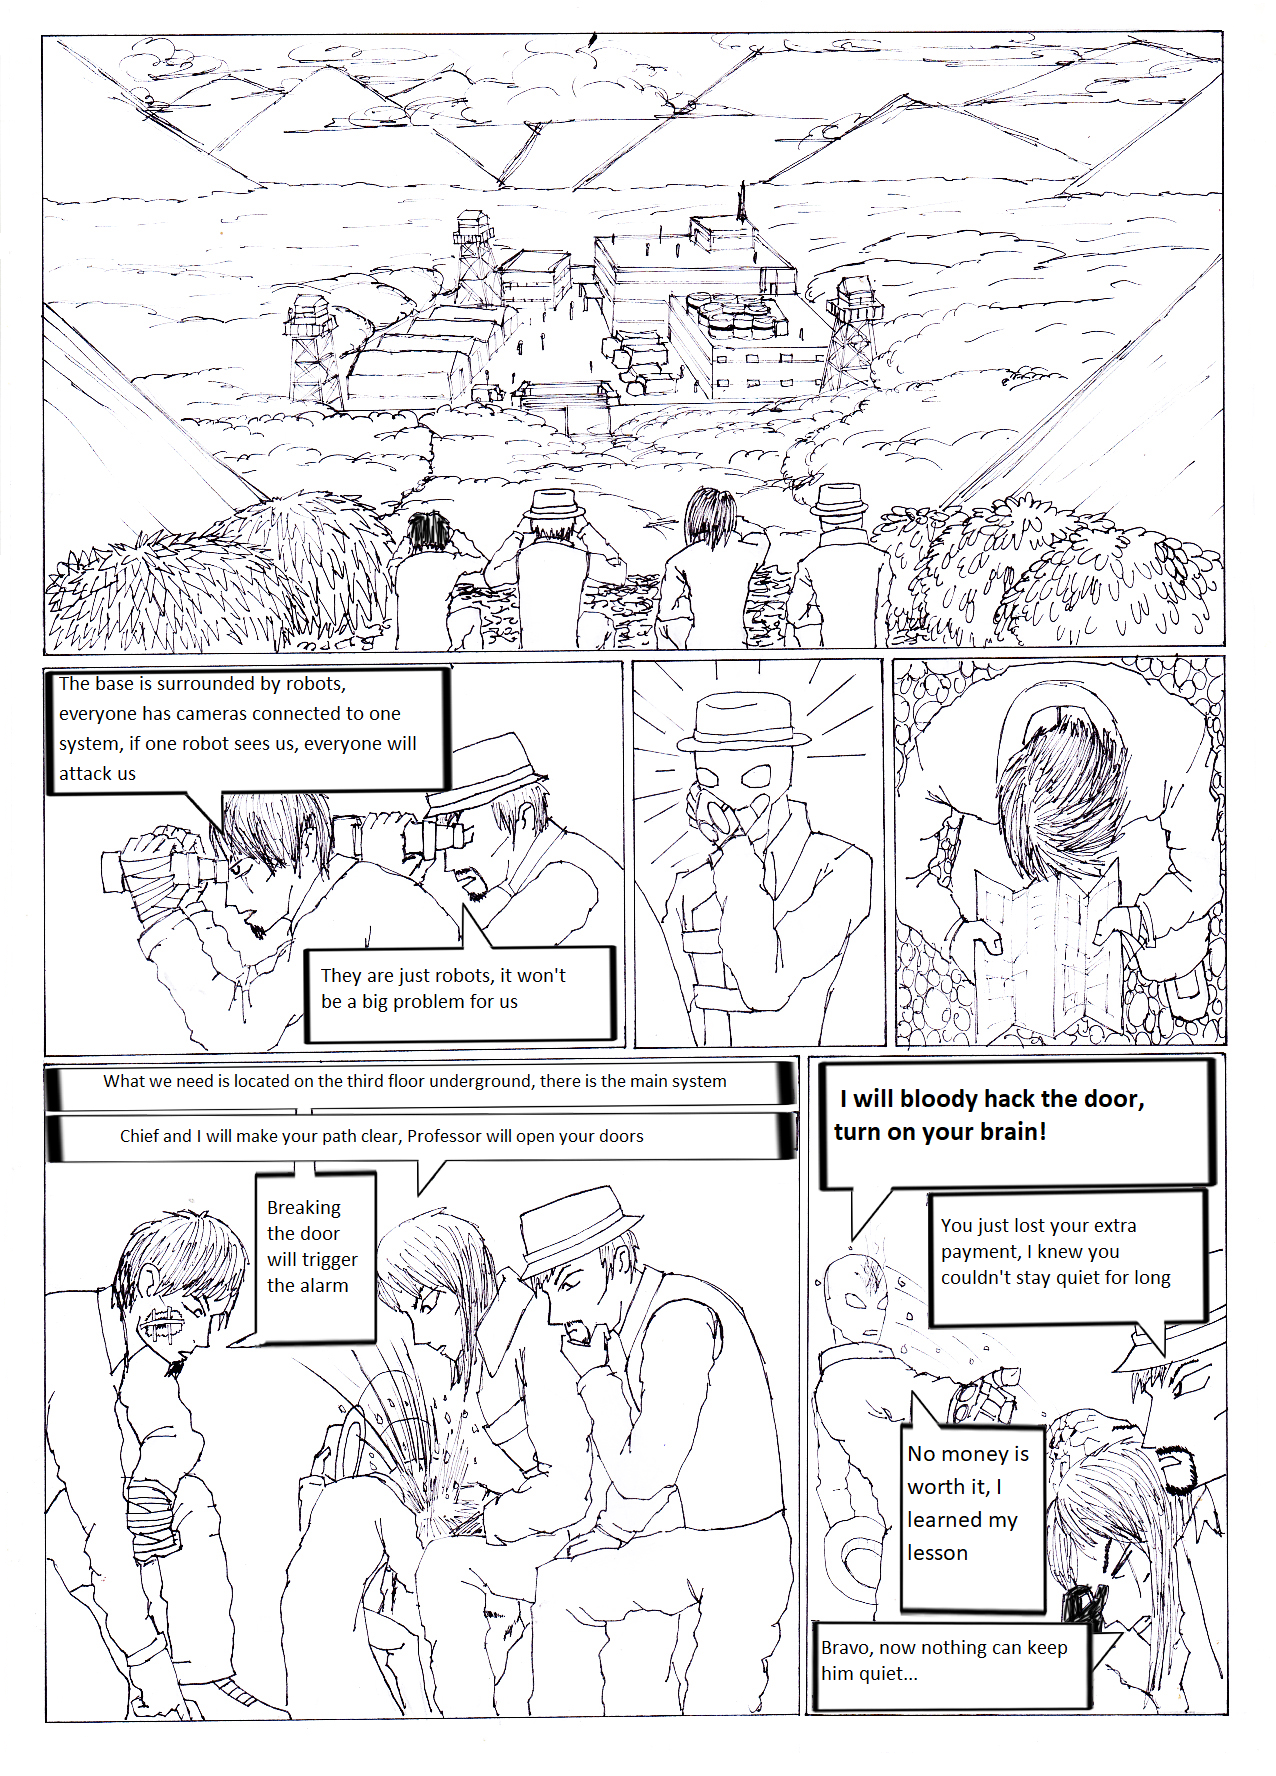 The base is surrounded by robots,
everyone has cameras connected to one
system, if one robot sees us, everyone will
attack us
They are just robots, it won't
be a big problem for us
What we need is located on the third floor underground, there is the main system
Chief and I will make your path clear, Professor will open your doors
Breaking
the door
will trigger
the alarm
I will bloody hack the door,
turn on your brain!
You just lost your extra
payment, I knew you
couldn't stay quiet for long
No money is
worth it, I
learned my
lesson
Bravo, now nothing can keep
him quiet...